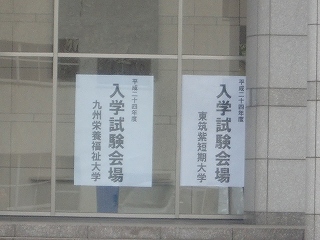 平成二十四年度
入学試験会場
九州栄養福祉大学
平成二十四年度
入学試験会場
東筑紫短期大学